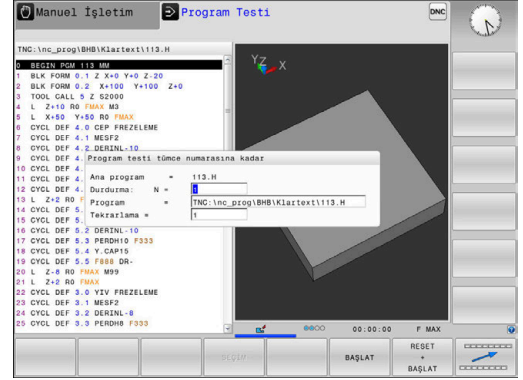 Manuel İşletim
Program Testi
DNC
TNC:\nc_prog\BHB\Klartext\113.H
0 BEGIN PGM 113 MM
1 BLK FORM 0.1 Z X+0 Y+0 Z-20
2 BLK FORM 0.2 X+100 Y+100 Z+0
3 TOOL CALL 5 Z S2000
4 L Z+10 R0 FMAX M3
5 L X+50 Y+50 R0 FMAX
6 CYCL DEF 4.0 CEP FREZELEME
7 CYCL DEF 4.1 MESF2
8 CYCL DEF 4.2 DERINL-10
9 CYCL DEF 4.
10 CYCL DEF 4.
11 CYCL DEF 4.
12 CYCL DEF 4.
13 L Z+2 R0 F
14 CYCL DEF 5.
15 CYCL DEF 5.
16 CYCL DEF 5.2 DERINL-10
17 CYCL DEF 5.3 PERDH10 F333
18 CYCL DEF 5.4 Y.CAP15
19 CYCL DEF 5.5 F888 DR-
20 L Z-8 R0 FMAX M99
21 L Z+2 R0 FMAX
22 CYCL DEF 3.0 YIV FREZELEME
23 CYCL DEF 3.1 MESF2
24 CYCL DEF 3.2 DERINL-8
25 CYCL DEF 3.3 PERDH8 F333
Program testi tümce numarasına kadar
Ana program = 113.H
Durdurma: N = 1
Program = TNC:\nc_prog\BHB\Klartext\113.H
Tekrarlama = 1
Y Z X
00:00:00 F MAX
SEÇİM
BAŞLAT
RESET
+
BAŞLAT